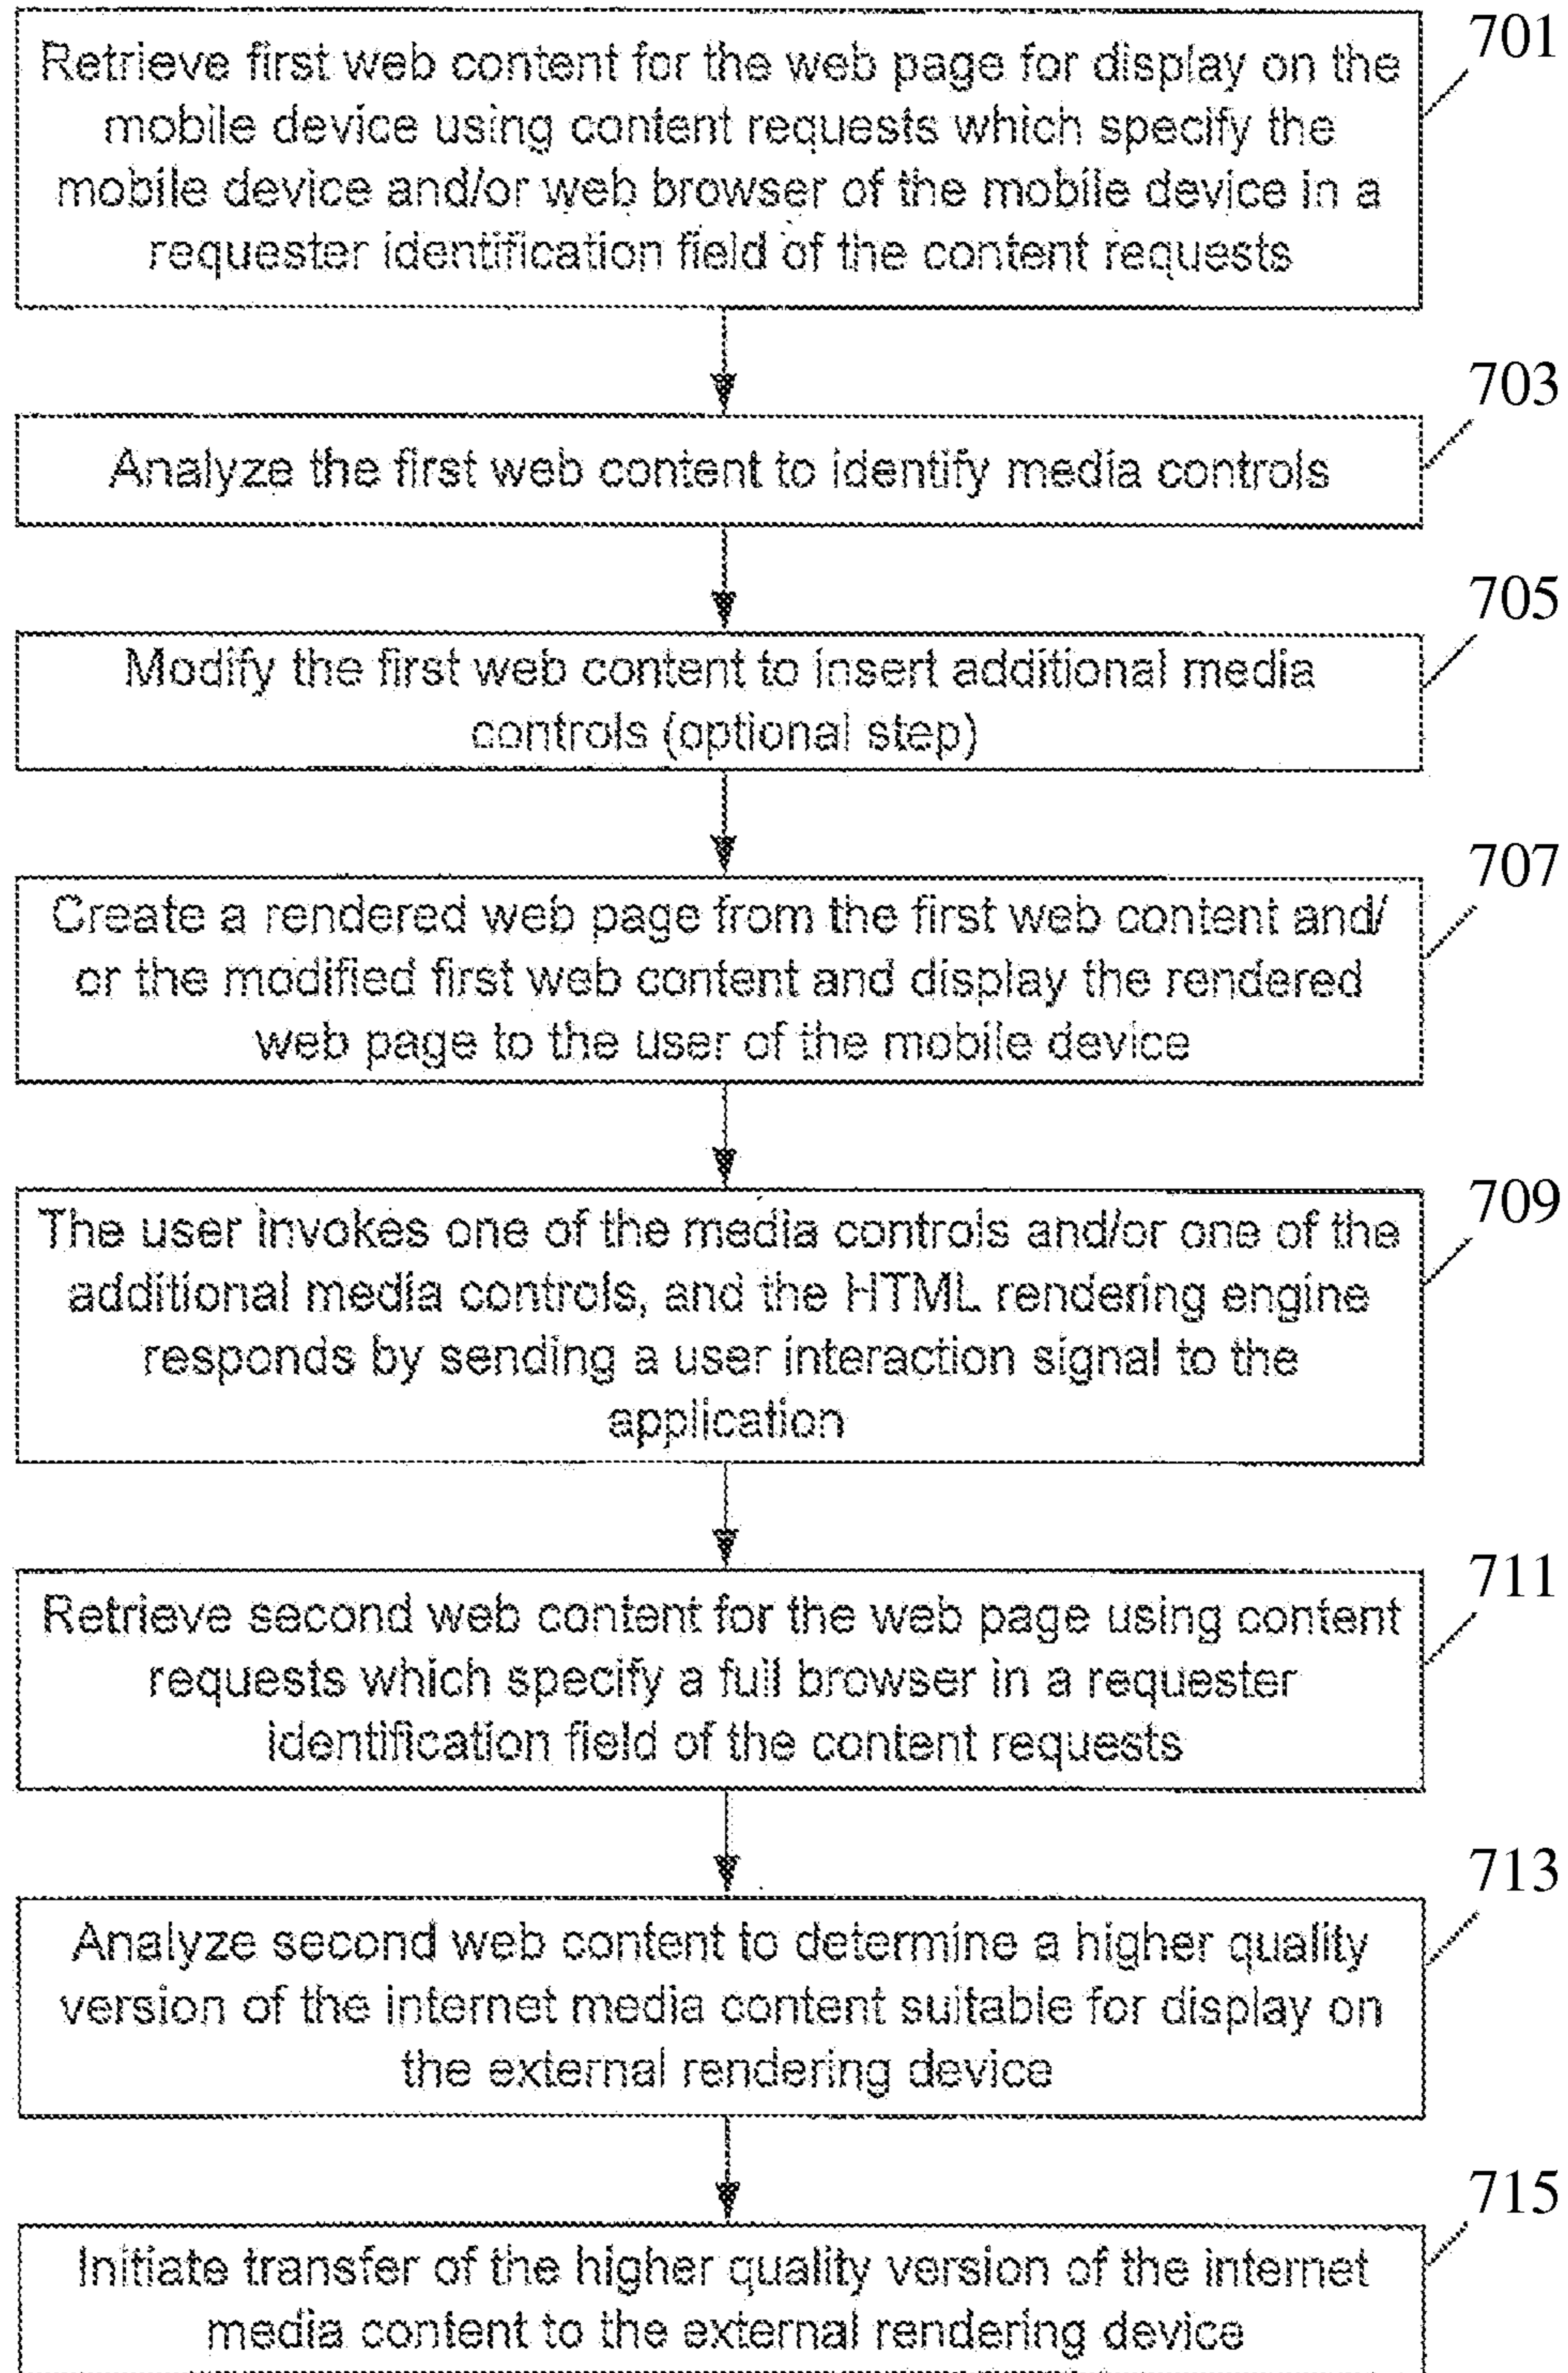 701
Retrieve first web content for the web page for display on the
mobile device using content requests which specify the
mobile device and/or web browser of the mobile device in a
requester identification field of the content requests
703
Analyze the first web content to identify media controls
705
Modify the first web content to insert additional media
controls (optional step)
707
Create a rendered web page from the first web content and/
or the modified first web content and display the rendered
web page to the user of the mobile device
709
The user invokes one of the media controls and/or one of the
additional media controls, and the HTML rendering engine
responds by sending a user interaction signal to the
application
711
Retrieve second web content for the web page using content
requests which specify a full browser in a requester
identification field of the content requests
713
Analyze second web content to determine a higher quality
version of the internet media content suitable for display on
the external rendering device
715
Initiate transfer of the higher quality version of the internet
media content to the external rendering device